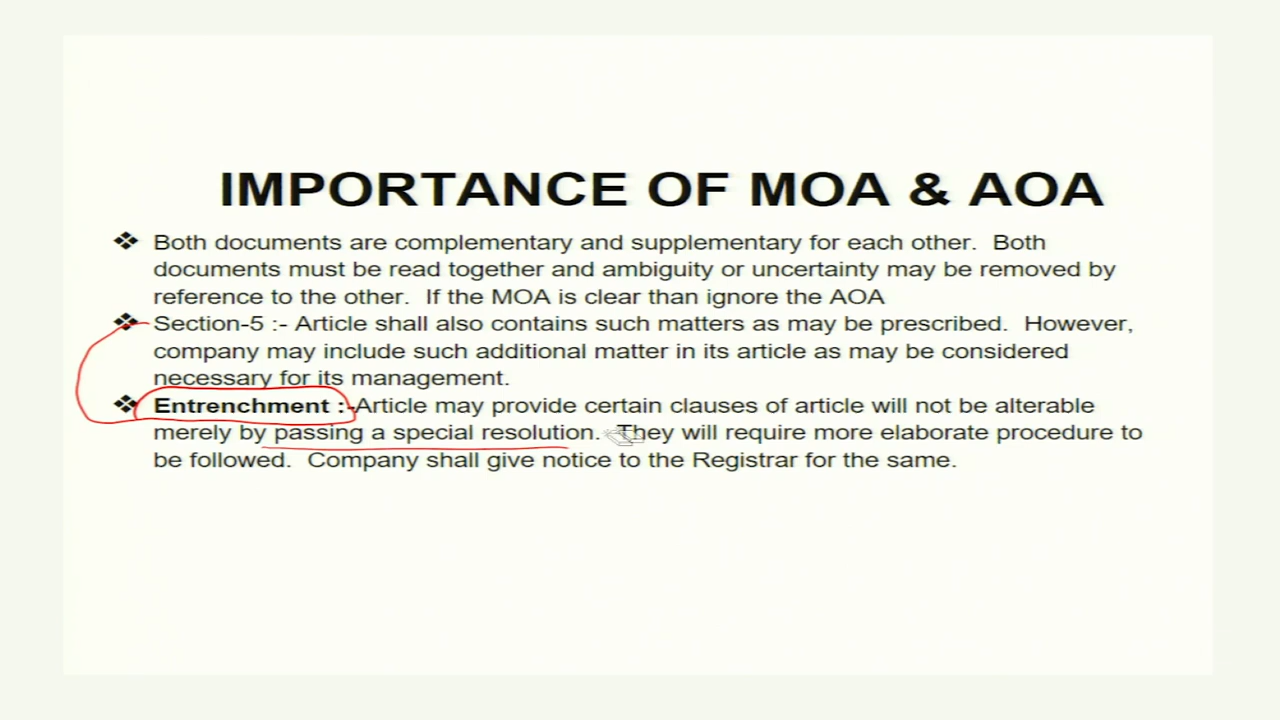 IMPORTANCE OF MOA & AOA
❖ Both documents are complementary and supplementary for each other. Both
documents must be read together and ambiguity or uncertainty may be removed by
reference to the other. If the MOA is clear than ignore the AOA
❖ Section-5 :- Article shall also contains such matters as may be prescribed. However,
company may include such additional matter in its article as may be considered
necessary for its management.
❖ Entrenchment :-Article may provide certain clauses of article will not be alterable
merely by passing a special resolution. They will require more elaborate procedure to
be followed. Company shall give notice to the Registrar for the same.